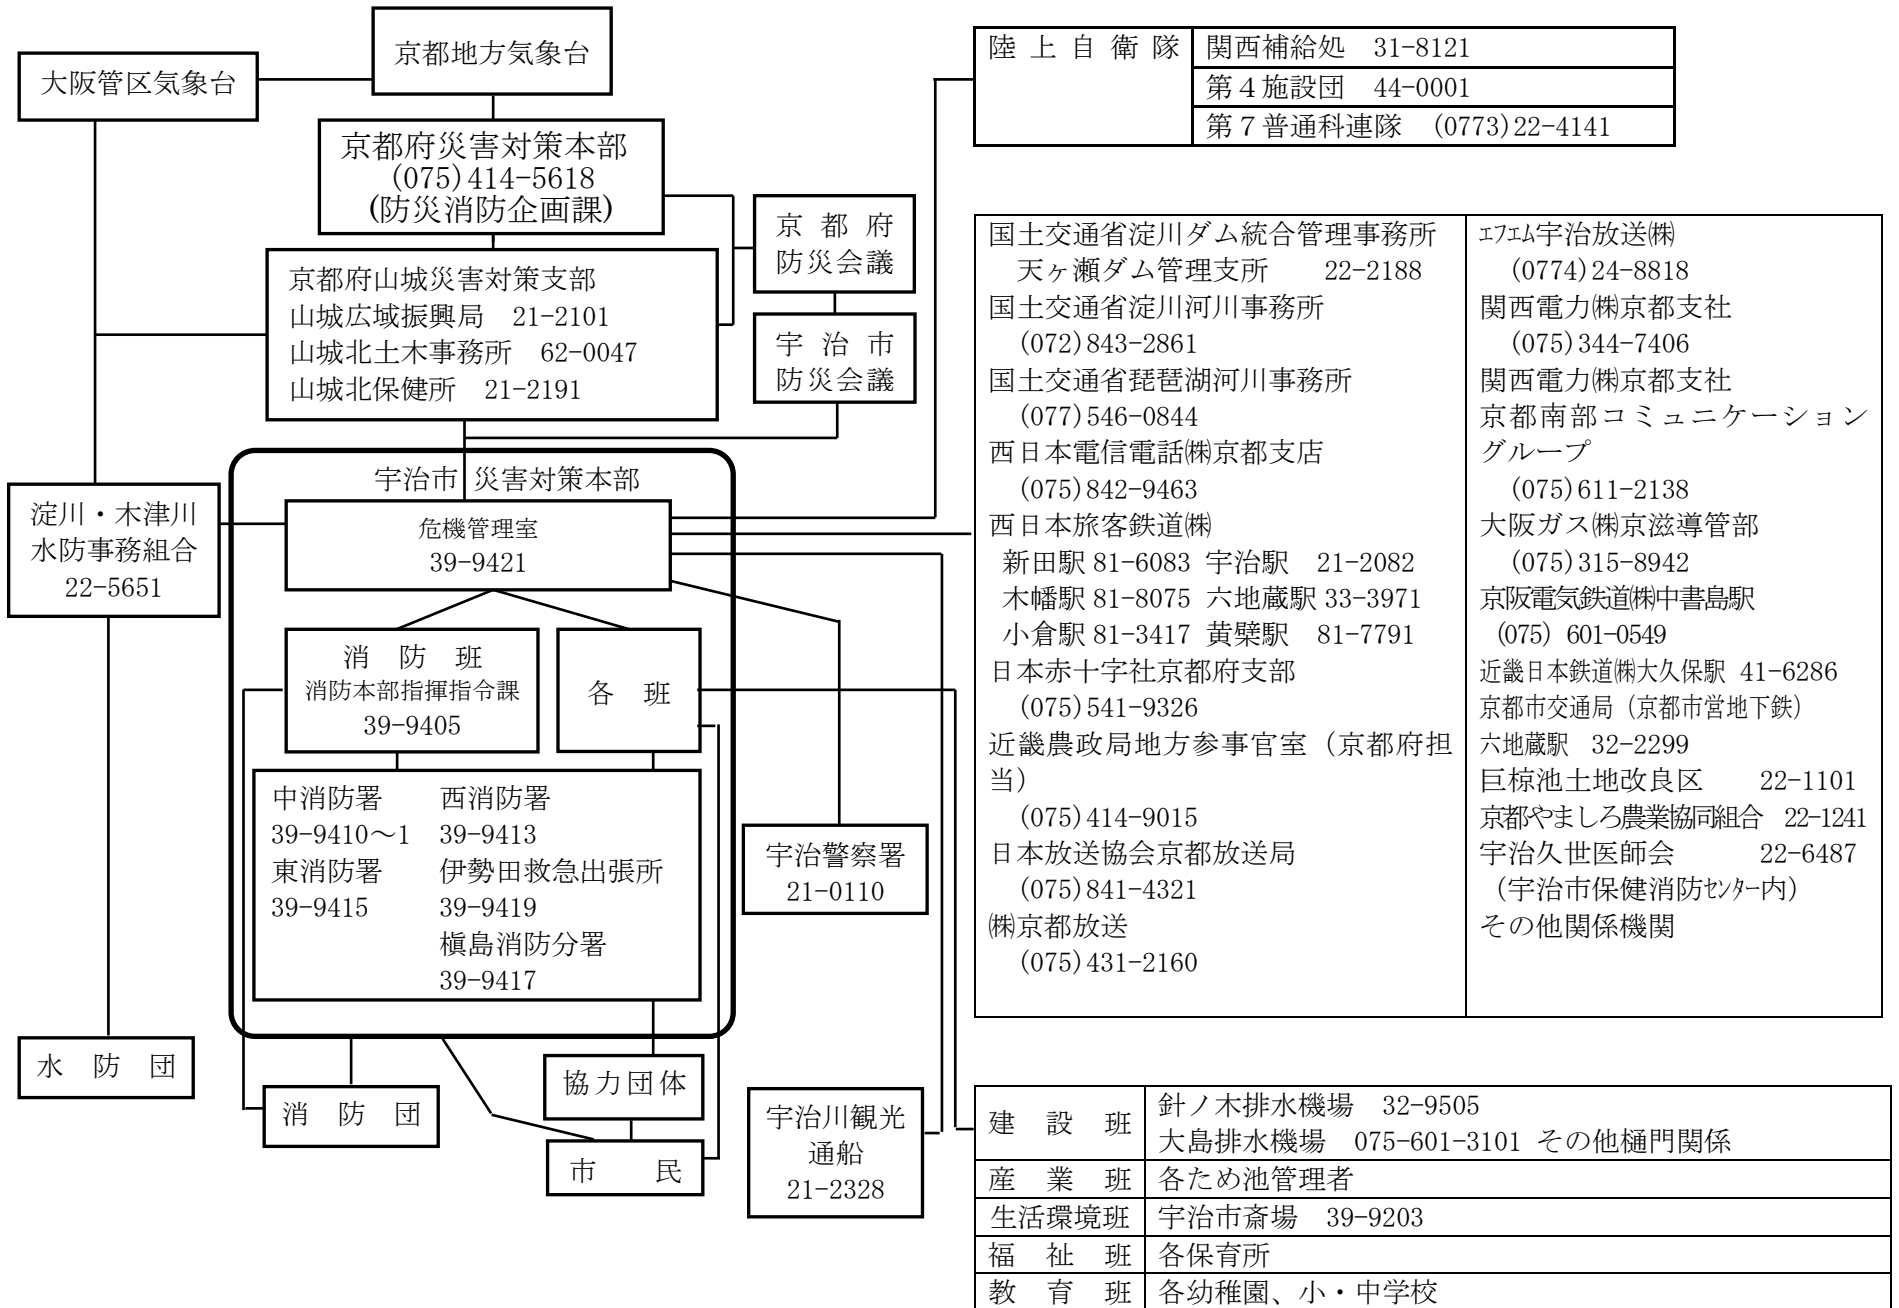 京都地方気象台
大阪管区気象台
京都府災害対策本部
(075)414-5618
(防災消防企画課)
京都府
防災会議
京都府山城災害対策支部
山城広域振興局 21-2101
山城北土木事務所 62-0047
山城北保健所 21-2191
宇治市
防災会議
宇治市 災害対策本部
危機管理室
39-9421
淀川・木津川
水防事務組合
22-5651
消防班
消防本部指揮指令課
39-9405
各班
中消防署 西消防署
39-9410～1 39-9413
東消防署 伊勢田救急出張所
39-9415 39-9419
槇島消防分署
39-9417
宇治警察署
21-0110
水防団
消防団
協力団体
市民
宇治川観光
通船
21-2328
陸上自衛隊 関西補給処 31-8121
第4施設団 44-0001
第7普通科連隊 (0773)22-4141
国土交通省淀川ダム統合管理事務所
天ヶ瀬ダム管理支所 22-2188
国土交通省淀川河川事務所
(072)843-2861
国土交通省琵琶湖河川事務所
(077)546-0844
西日本電信電話㈱京都支店
(075)842-9463
西日本旅客鉄道㈱
新田駅 81-6083 宇治駅 21-2082
木幡駅 81-8075 六地蔵駅 33-3971
小倉駅 81-3417 黄檗駅 81-7791
日本赤十字社京都府支部
(075)541-9326
近畿農政局地方参事官室（京都府担
当）
(075)414-9015
日本放送協会京都放送局
(075)841-4321
㈱京都放送
(075)431-2160
ｴﾌｴﾑ宇治放送㈱
(0774)24-8818
関西電力㈱京都支社
(075)344-7406
関西電力㈱京都支社
京都南部コミュニケーション
グループ
(075)611-2138
大阪ガス㈱京滋導管部
(075)315-8942
京阪電気鉄道㈱中書島駅
(075) 601-0549
近畿日本鉄道㈱大久保駅 41-6286
京都市交通局（京都市営地下鉄）
六地蔵駅 32-2299
巨椋池土地改良区 22-1101
京都やましろ農業協同組合 22-1241
宇治久世医師会 22-6487
（宇治市保健消防ｾﾝﾀｰ内）
その他関係機関
建設班 針ノ木排水機場 32-9505
大島排水機場 075-601-3101 その他樋門関係
産業班 各ため池管理者
生活環境班 宇治市斎場 39-9203
福祉班 各保育所
教育班 各幼稚園、小・中学校